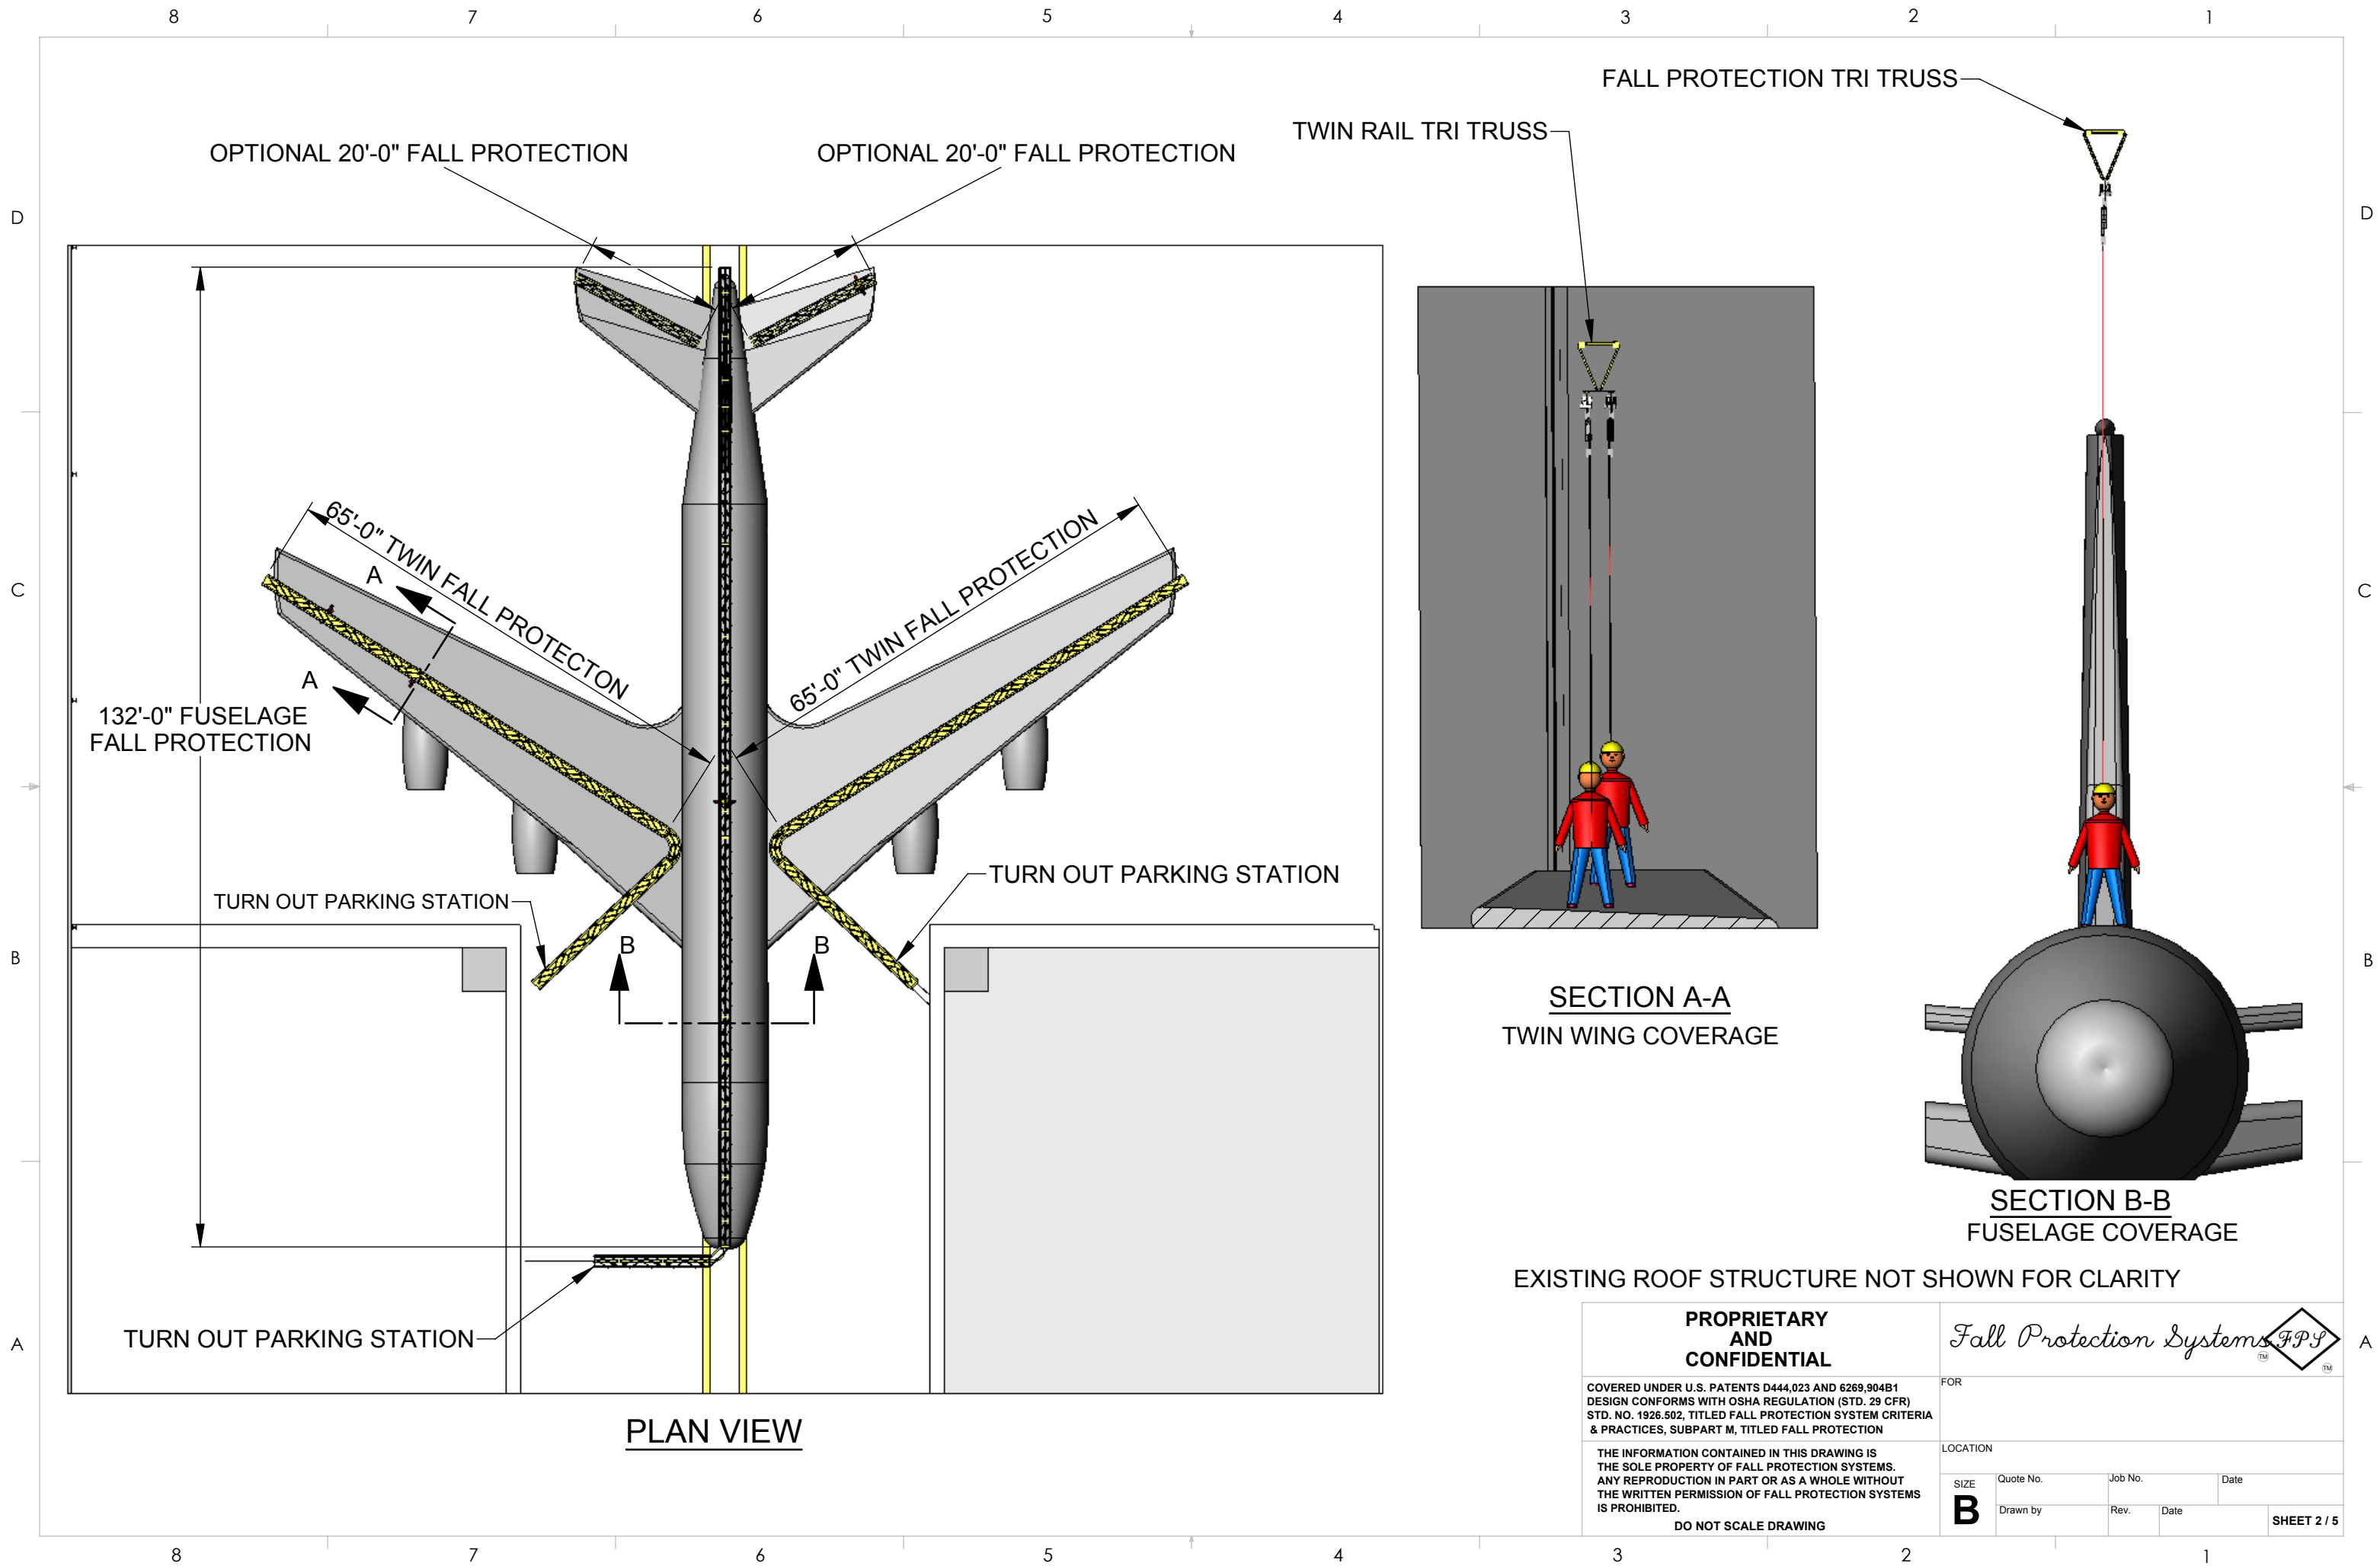 8 7 6 5 4 3 2 1
FALL PROTECTION TRI TRUSS
TWIN RAIL TRI TRUSS
OPTIONAL 20'-0" FALL PROTECTION
OPTIONAL 20'-0" FALL PROTECTION
D
D
65'-0" TWIN FALL PROTECTON
65'-0" TWIN FALL PROTECTION
A
A
C
C
132'-0" FUSELAGE
FALL PROTECTION
TURN OUT PARKING STATION
TURN OUT PARKING STATION
B
B
B
B
SECTION A-A
TWIN WING COVERAGE
SECTION B-B
FUSELAGE COVERAGE
EXISTING ROOF STRUCTURE NOT SHOWN FOR CLARITY
TURN OUT PARKING STATION
A
A
PLAN VIEW
PROPRIETARY
AND
CONFIDENTIAL
Fall Protection Systems TM FPS TM
COVERED UNDER U.S. PATENTS D444,023 AND 6269,904B1
DESIGN CONFORMS WITH OSHA REGULATION (STD. 29 CFR)
STD. NO. 1926.502, TITLED FALL PROTECTION SYSTEM CRITERIA
& PRACTICES, SUBPART M, TITLED FALL PROTECTION
FOR
THE INFORMATION CONTAINED IN THIS DRAWING IS
THE SOLE PROPERTY OF FALL PROTECTION SYSTEMS.
ANY REPRODUCTION IN PART OR AS A WHOLE WITHOUT
THE WRITTEN PERMISSION OF FALL PROTECTION SYSTEMS
IS PROHIBITED.
DO NOT SCALE DRAWING
LOCATION
SIZE
B
Quote No. Job No. Date
Drawn by Rev. Date
SHEET 2 / 5
8 7 6 5 4 3 2 1